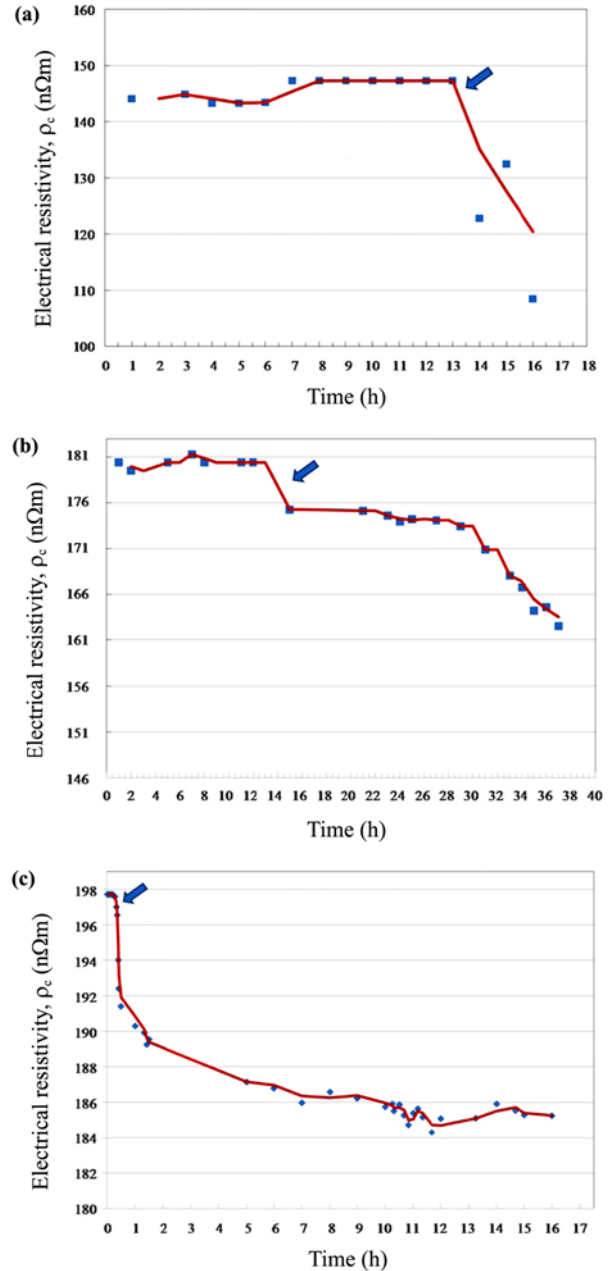 (a)
160
150
140
130
120
110
100
Electrical resistivity, ρc (nΩm)
0 1 2 3 4 5 6 7 8 9 10 11 12 13 14 15 16 17 18
Time (h)
(b)
181
176
171
166
161
156
151
146
Electrical resistivity, ρc (nΩm)
0 2 4 6 8 10 12 14 16 18 20 22 24 26 28 30 32 34 36 38 40
Time (h)
(c)
198
196
194
192
190
188
186
184
182
180
Electrical resistivity, ρc (nΩm)
0 0 1 2 3 4 5 6 7 8 9 10 11 12 13 14 15 16 17
Time (h)